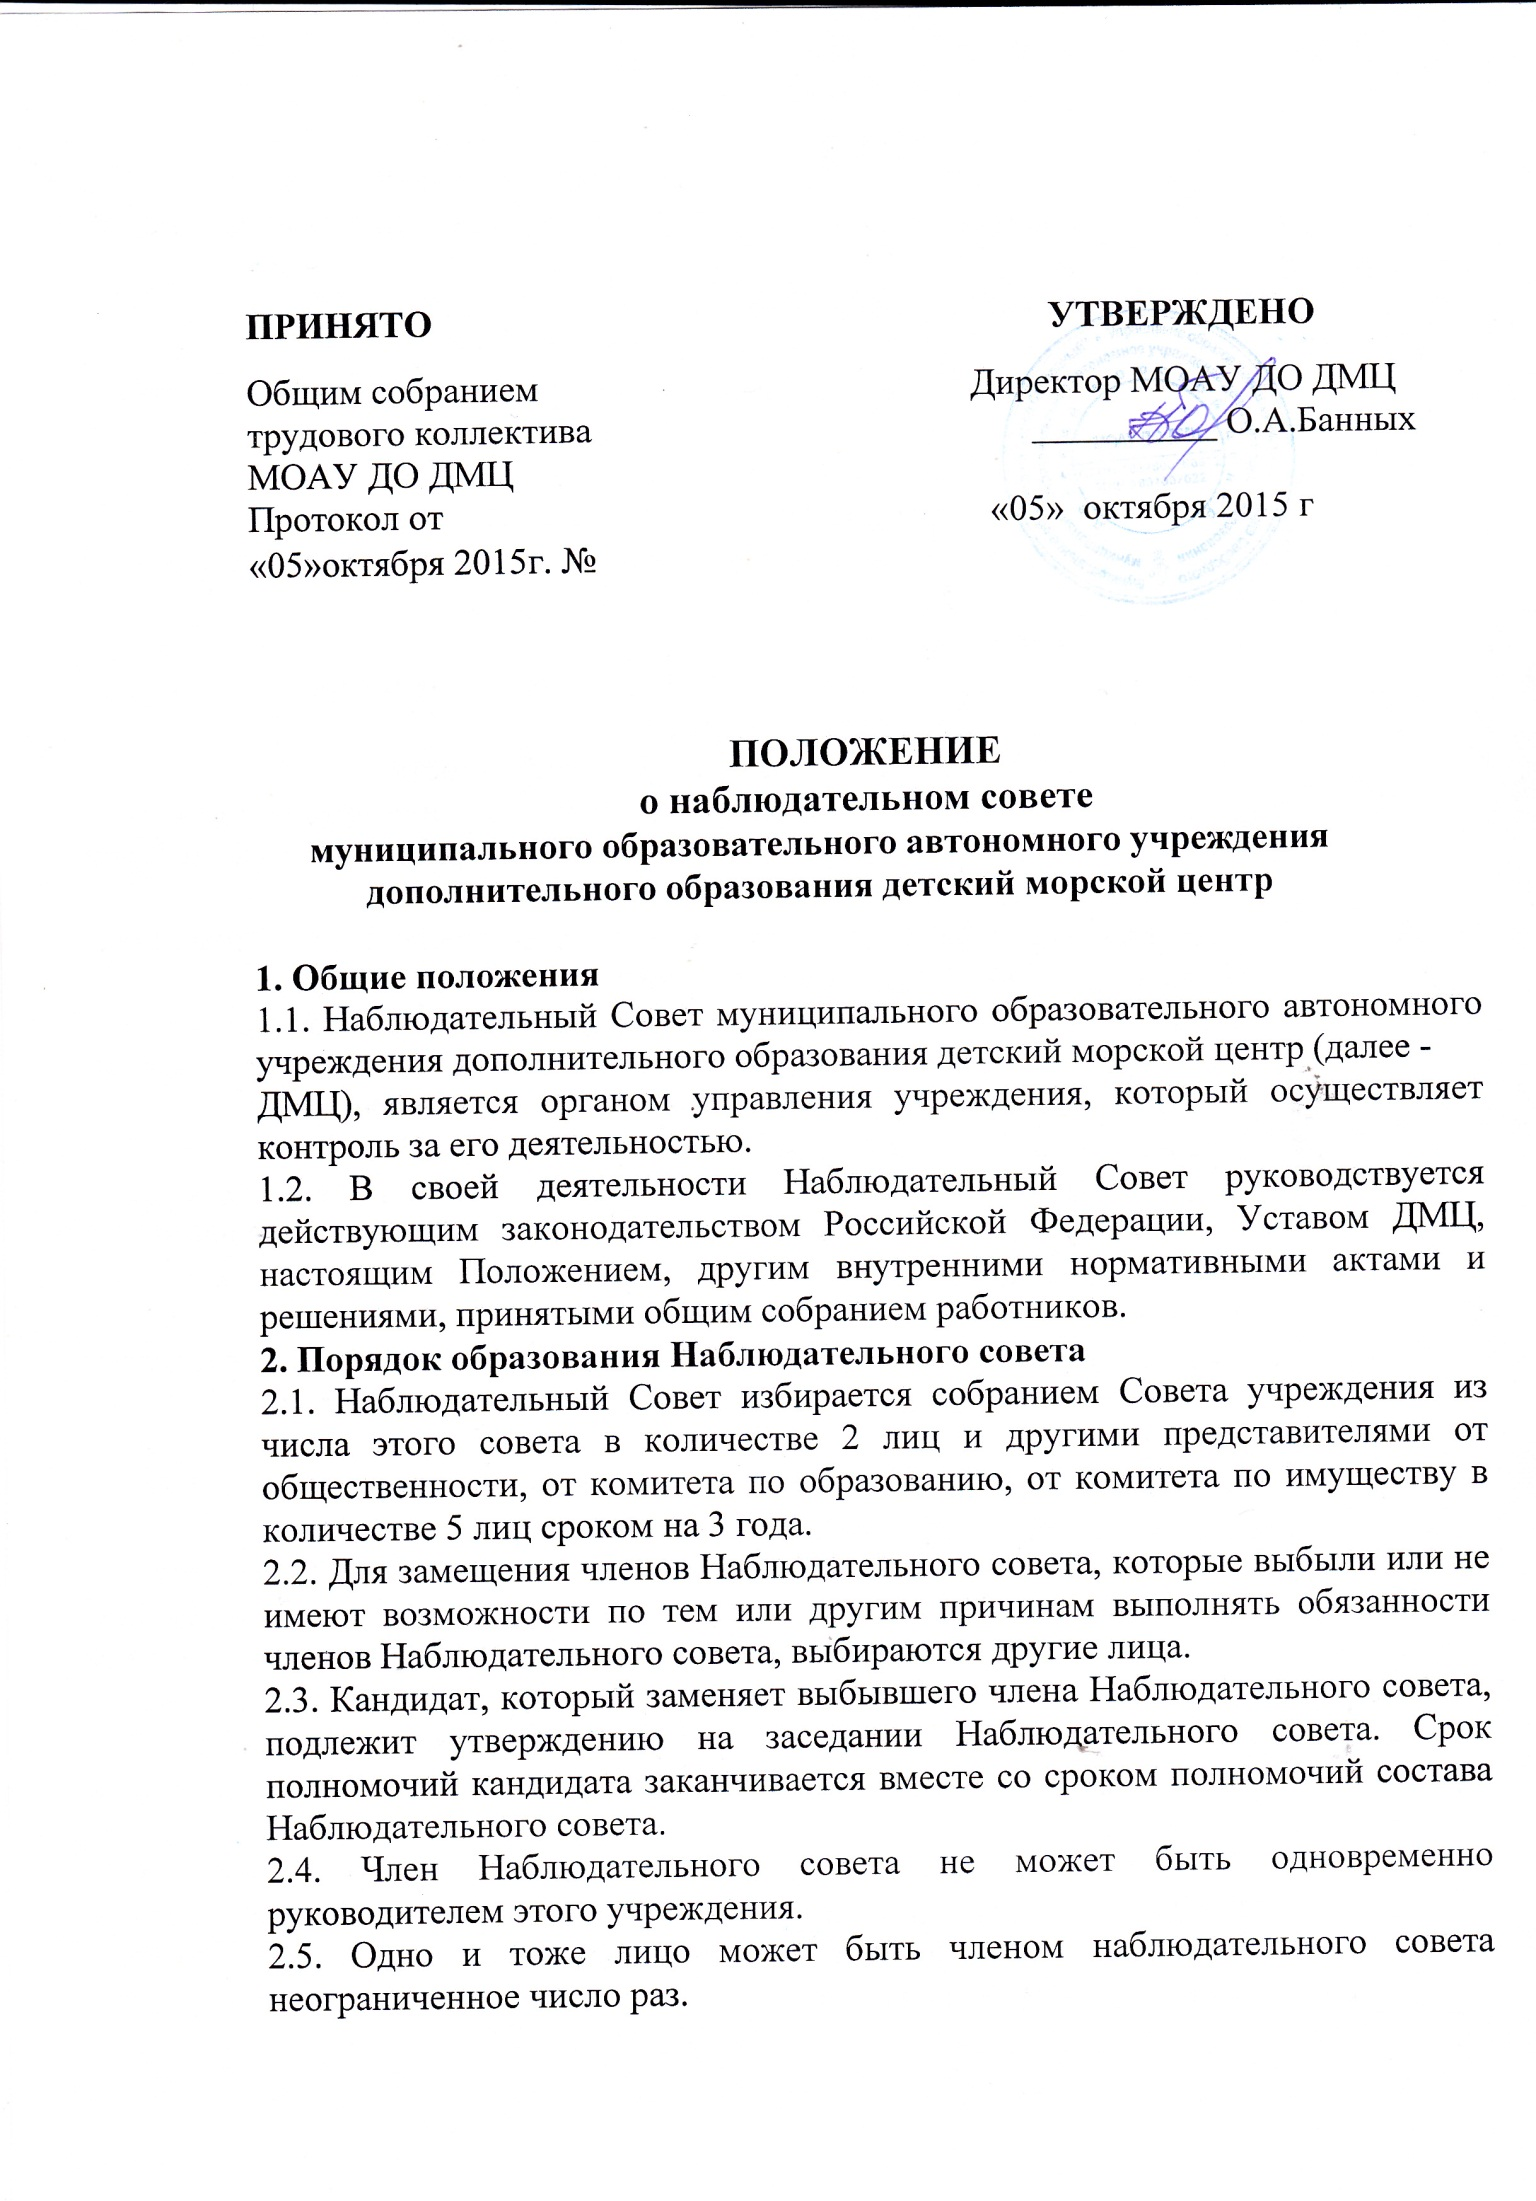 ПРИНЯТО
Общим собранием
трудового коллектива
МОАУ ДО ДМЦ
Протокол от
«05»октября 2015г. №
УТВЕРЖДЕНО
Директор МОАУ ДО ДМЦ
__________ О.А.Банных
«05» октября 2015 г
ПОЛОЖЕНИЕ
о наблюдательном совете
муниципального образовательного автономного учреждения
дополнительного образования детский морской центр
1. Общие положения
1.1. Наблюдательный Совет муниципального образовательного автономного
учреждения дополнительного образования детский морской центр (далее -
ДМЦ), является органом управления учреждения, который осуществляет
контроль за его деятельностью.
1.2. В своей деятельности Наблюдательный Совет руководствуется
действующим законодательством Российской Федерации, Уставом ДМЦ,
настоящим Положением, другим внутренними нормативными актами и
решениями, принятыми общим собранием работников.
2. Порядок образования Наблюдательного совета
2.1. Наблюдательный Совет избирается собранием Совета учреждения из
числа этого совета в количестве 2 лиц и другими представителями от
общественности, от комитета по образованию, от комитета по имуществу в
количестве 5 лиц сроком на 3 года.
2.2. Для замещения членов Наблюдательного совета, которые выбыли или не
имеют возможности по тем или другим причинам выполнять обязанности
членов Наблюдательного совета, выбираются другие лица.
2.3. Кандидат, который заменяет выбывшего члена Наблюдательного совета,
подлежит утверждению на заседании Наблюдательного совета. Срок
полномочий кандидата заканчивается вместе со сроком полномочий состава
Наблюдательного совета.
2.4. Член Наблюдательного совета не может быть одновременно
руководителем этого учреждения.
2.5. Одно и тоже лицо может быть членом наблюдательного совета
неограниченное число раз.